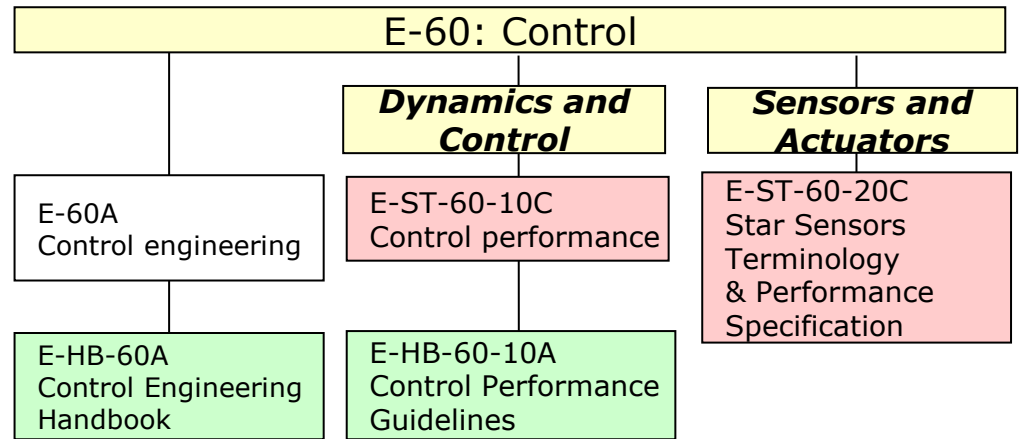 E-60: Control
Dynamics and
Control
Sensors and
Actuators
E-60A
Control engineering
E-ST-60-10C
Control performance
E-ST-60-20C
Star Sensors
Terminology
& Performance
Specification
E-HB-60A
Control Engineering
Handbook
E-HB-60-10A
Control Performance
Guidelines